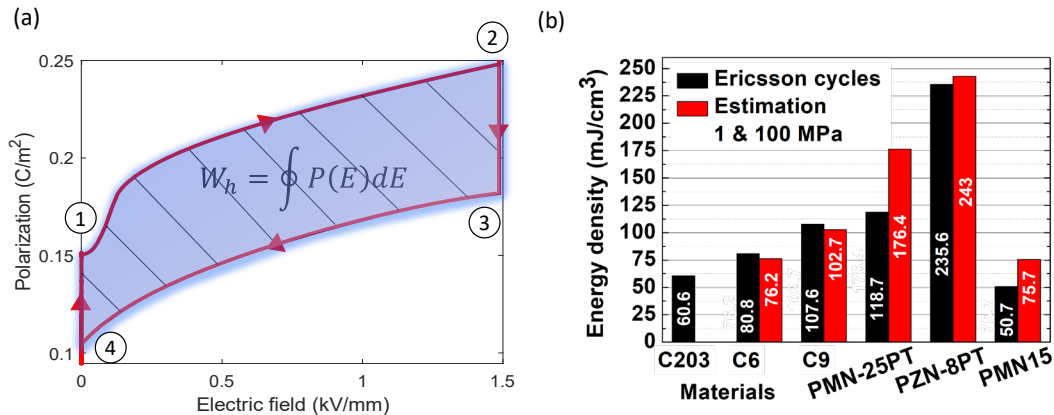 (a)
Polarization (C/m²)
0.25
0.2
0.15
0.1
0
0.5
1
1.5
Electric field (kV/mm)
1
2
3
4
W_h = ∮ P(E)dE
(b)
Energy density (mJ/cm³)
250
225
200
175
150
125
100
75
50
25
0
Ericsson cycles
Estimation
1 & 100 MPa
60.6
80.8
76.2
107.6
102.7
118.7
176.4
235.6
243
50.7
75.7
C203
C6
C9
PMN-25PT
PZN-8PT
PMN15
Materials